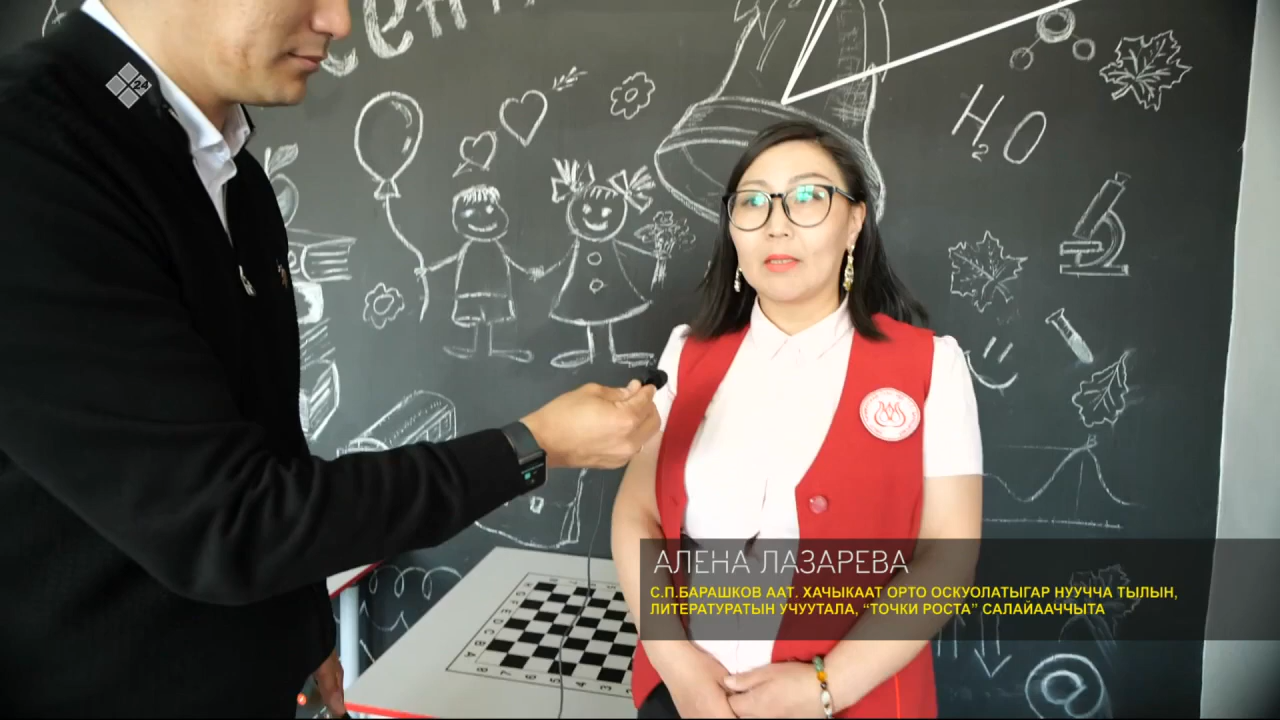 24
H₂O
АЛЕНА ЛАЗАРЕВА
С.П.БАРАШКОВ ААТ. ХАЧЫКААТ ОРТО ОСКУОЛАТЫГАР НУУЧЧА ТЫЛЫН,
ЛИТЕРАТУРАТЫН УЧУУТАЛА, “ТОЧКИ РОСТА” САЛАЙААЧЧЫТА
@